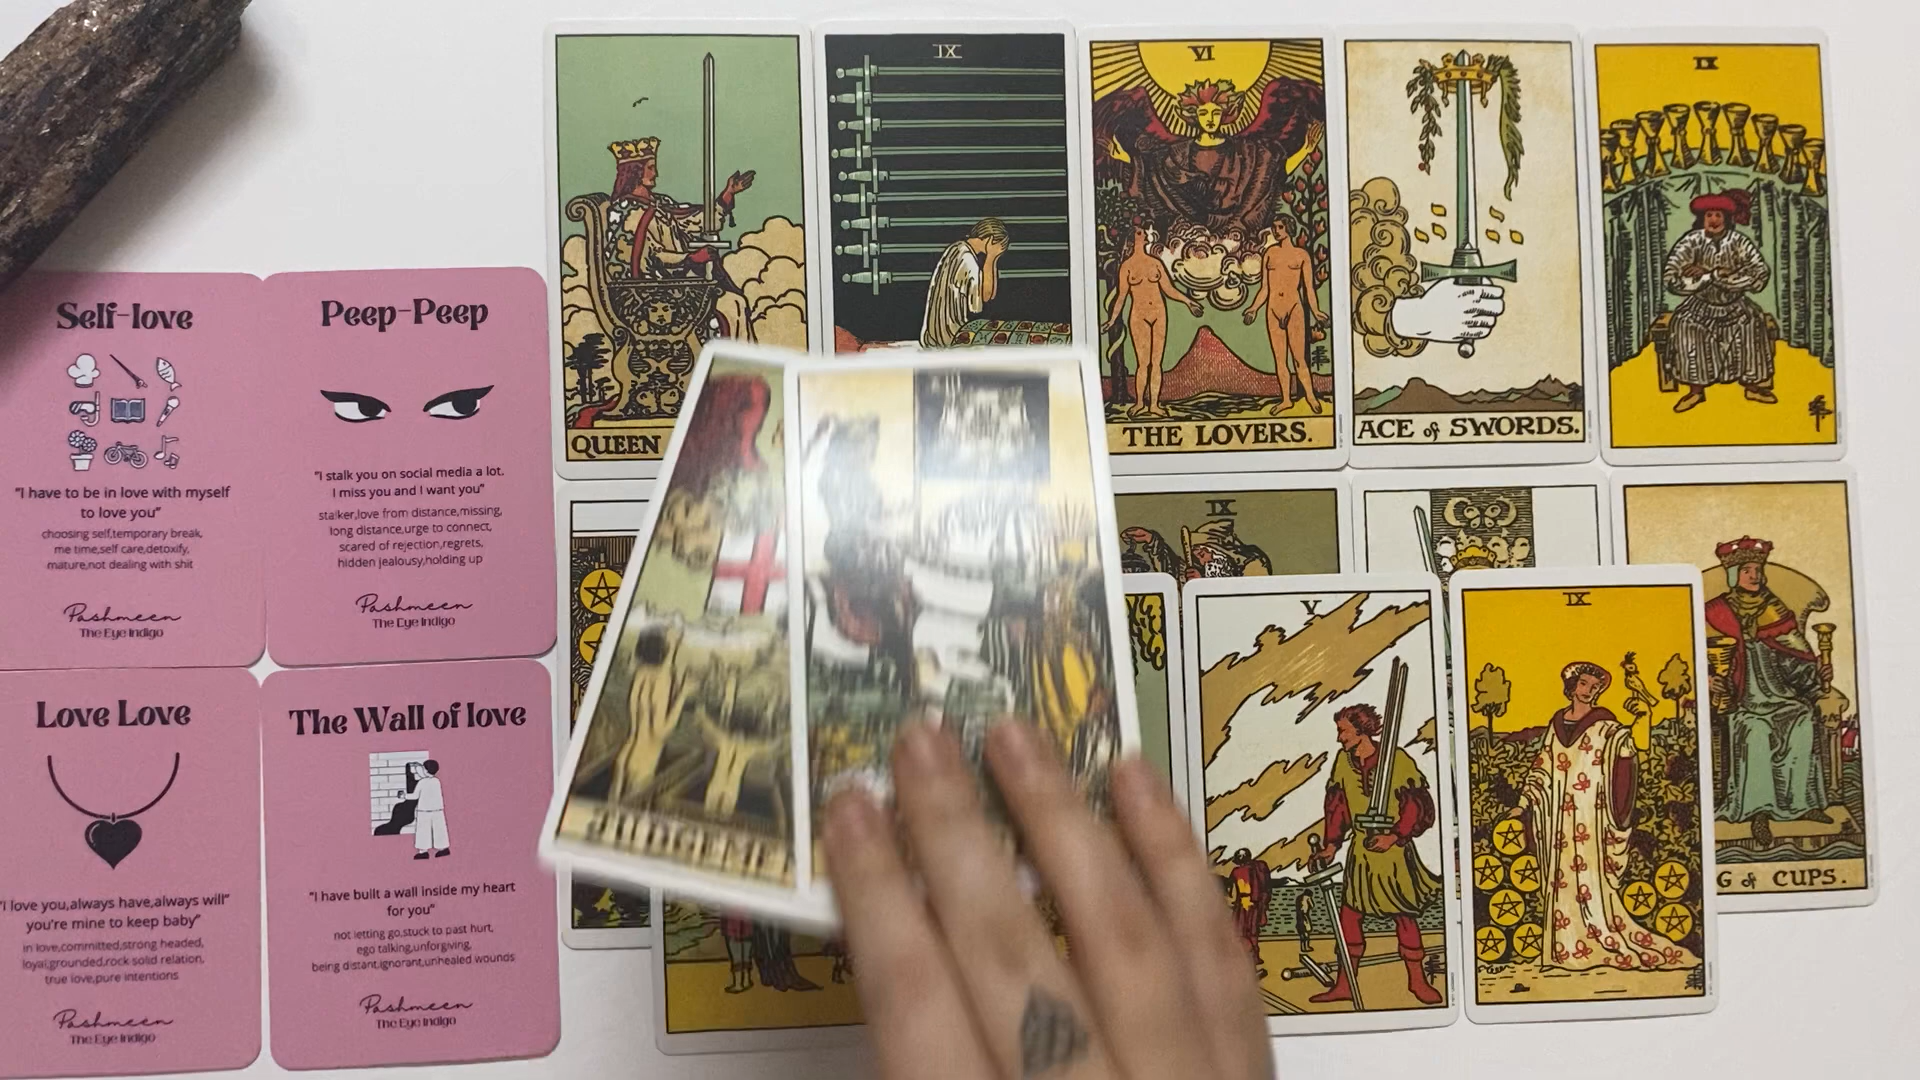 Self-love
"I have to be in love with myself
to love you"
choosing self,temporary break,
me time,self care,detoxify,
mature,not dealing with shit
Pashmeen
The Eye Indigo
Peep-Peep
"I stalk you on social media a lot.
I miss you and I want you"
stalker,love from distance,missing,
long distance,urge to connect,
scared of rejection,regrets,
hidden jealousy,holding up
Pashmeen
The Eye Indigo
Love Love
"I love you,always have,always will"
you're mine to keep baby"
in love,committed,strong headed,
loyal,grounded,rock solid relation,
true love,pure intentions
Pashmeen
The Eye Indigo
The Wall of love
"I have built a wall inside my heart
for you"
not letting go,stuck to past hurt,
ego talking,unforgiving,
being distant,ignorant,unhealed wounds
Pashmeen
The Eye Indigo
QUEEN
IX
VI
THE LOVERS.
ACE of SWORDS.
IX
IX
V
IX
G of CUPS.